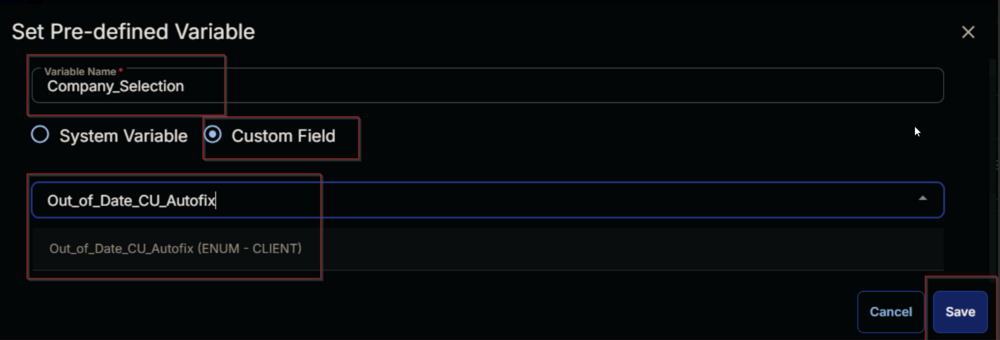 Set Pre-defined Variable
Variable Name *
Company_Selection
System Variable
Custom Field
Out_of_Date_CU_Autofix
Out_of_Date_CU_Autofix (ENUM - CLIENT)
Cancel
Save